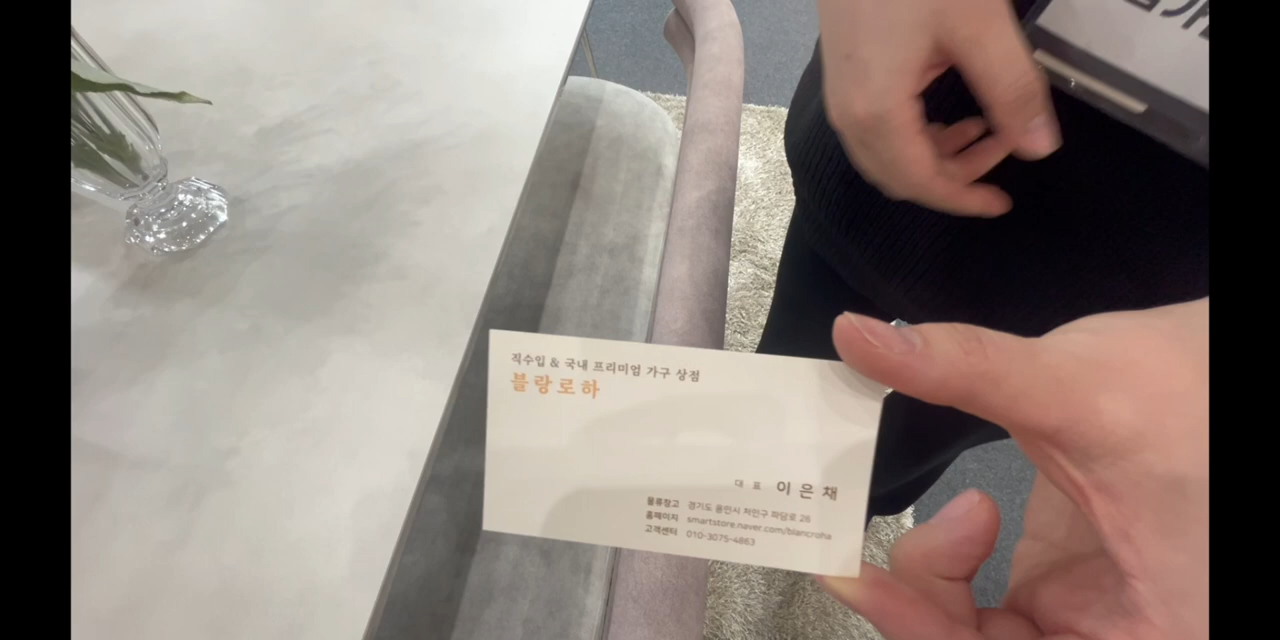 직수입 & 국내 프리미엄 가구 상점
블랑로하
대 표 이 은 채
물류창고 경기도 용인시 처인구 파담로 26
홈페이지 smartstore.naver.com/blancroha
고객센터 010-3075-4863